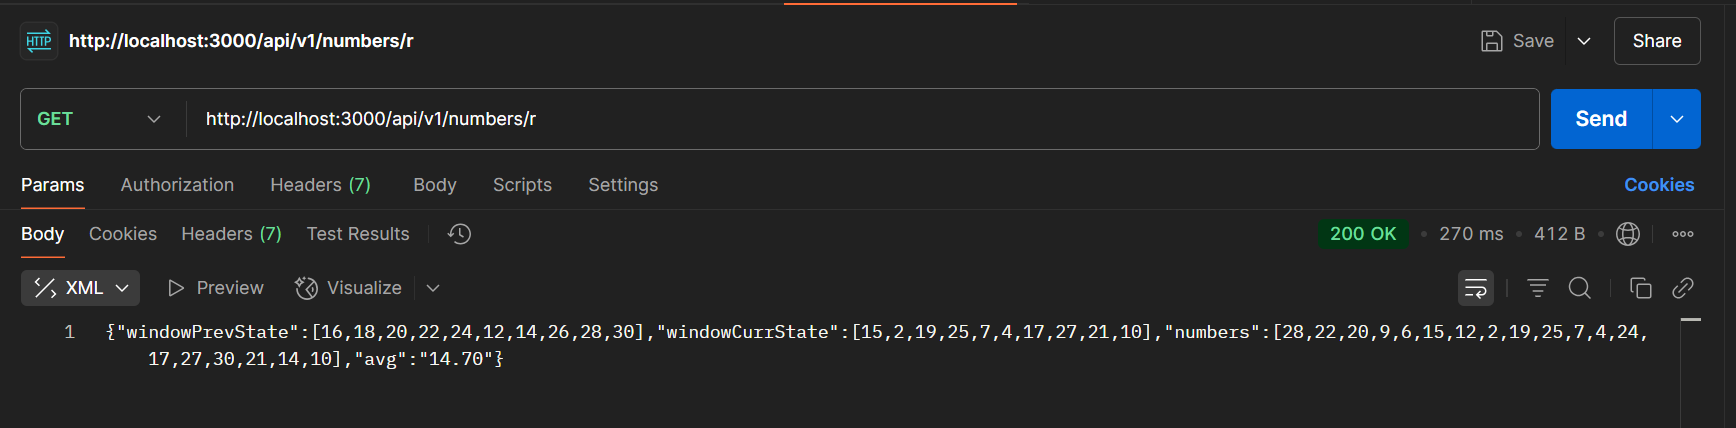 HTTP http://localhost:3000/api/v1/numbers/r Save Share
GET http://localhost:3000/api/v1/numbers/r Send
Params Authorization Headers (7) Body Scripts Settings Cookies
Body Cookies Headers (7) Test Results 200 OK • 270 ms • 412 B •
XML Preview Visualize
1 {"windowPrevState":[16,18,20,22,24,12,14,26,28,30],"windowCurrState":[15,2,19,25,7,4,17,27,21,10],"numbers":[28,22,20,9,6,15,12,2,19,25,7,4,24,
17,27,30,21,14,10],"avg":"14.70"}